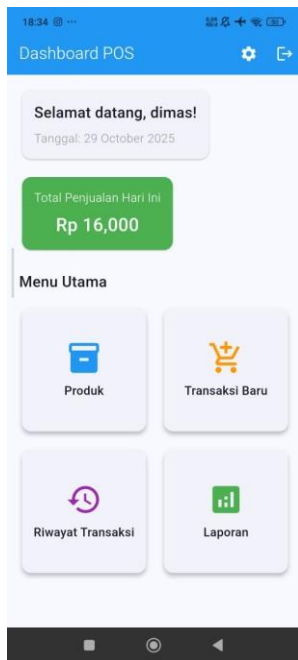 18:34
Dashboard POS
Selamat datang, dimas!
Tanggal: 29 October 2025
Total Penjualan Hari Ini
Rp 16,000
Menu Utama
Produk
Transaksi Baru
Riwayat Transaksi
Laporan